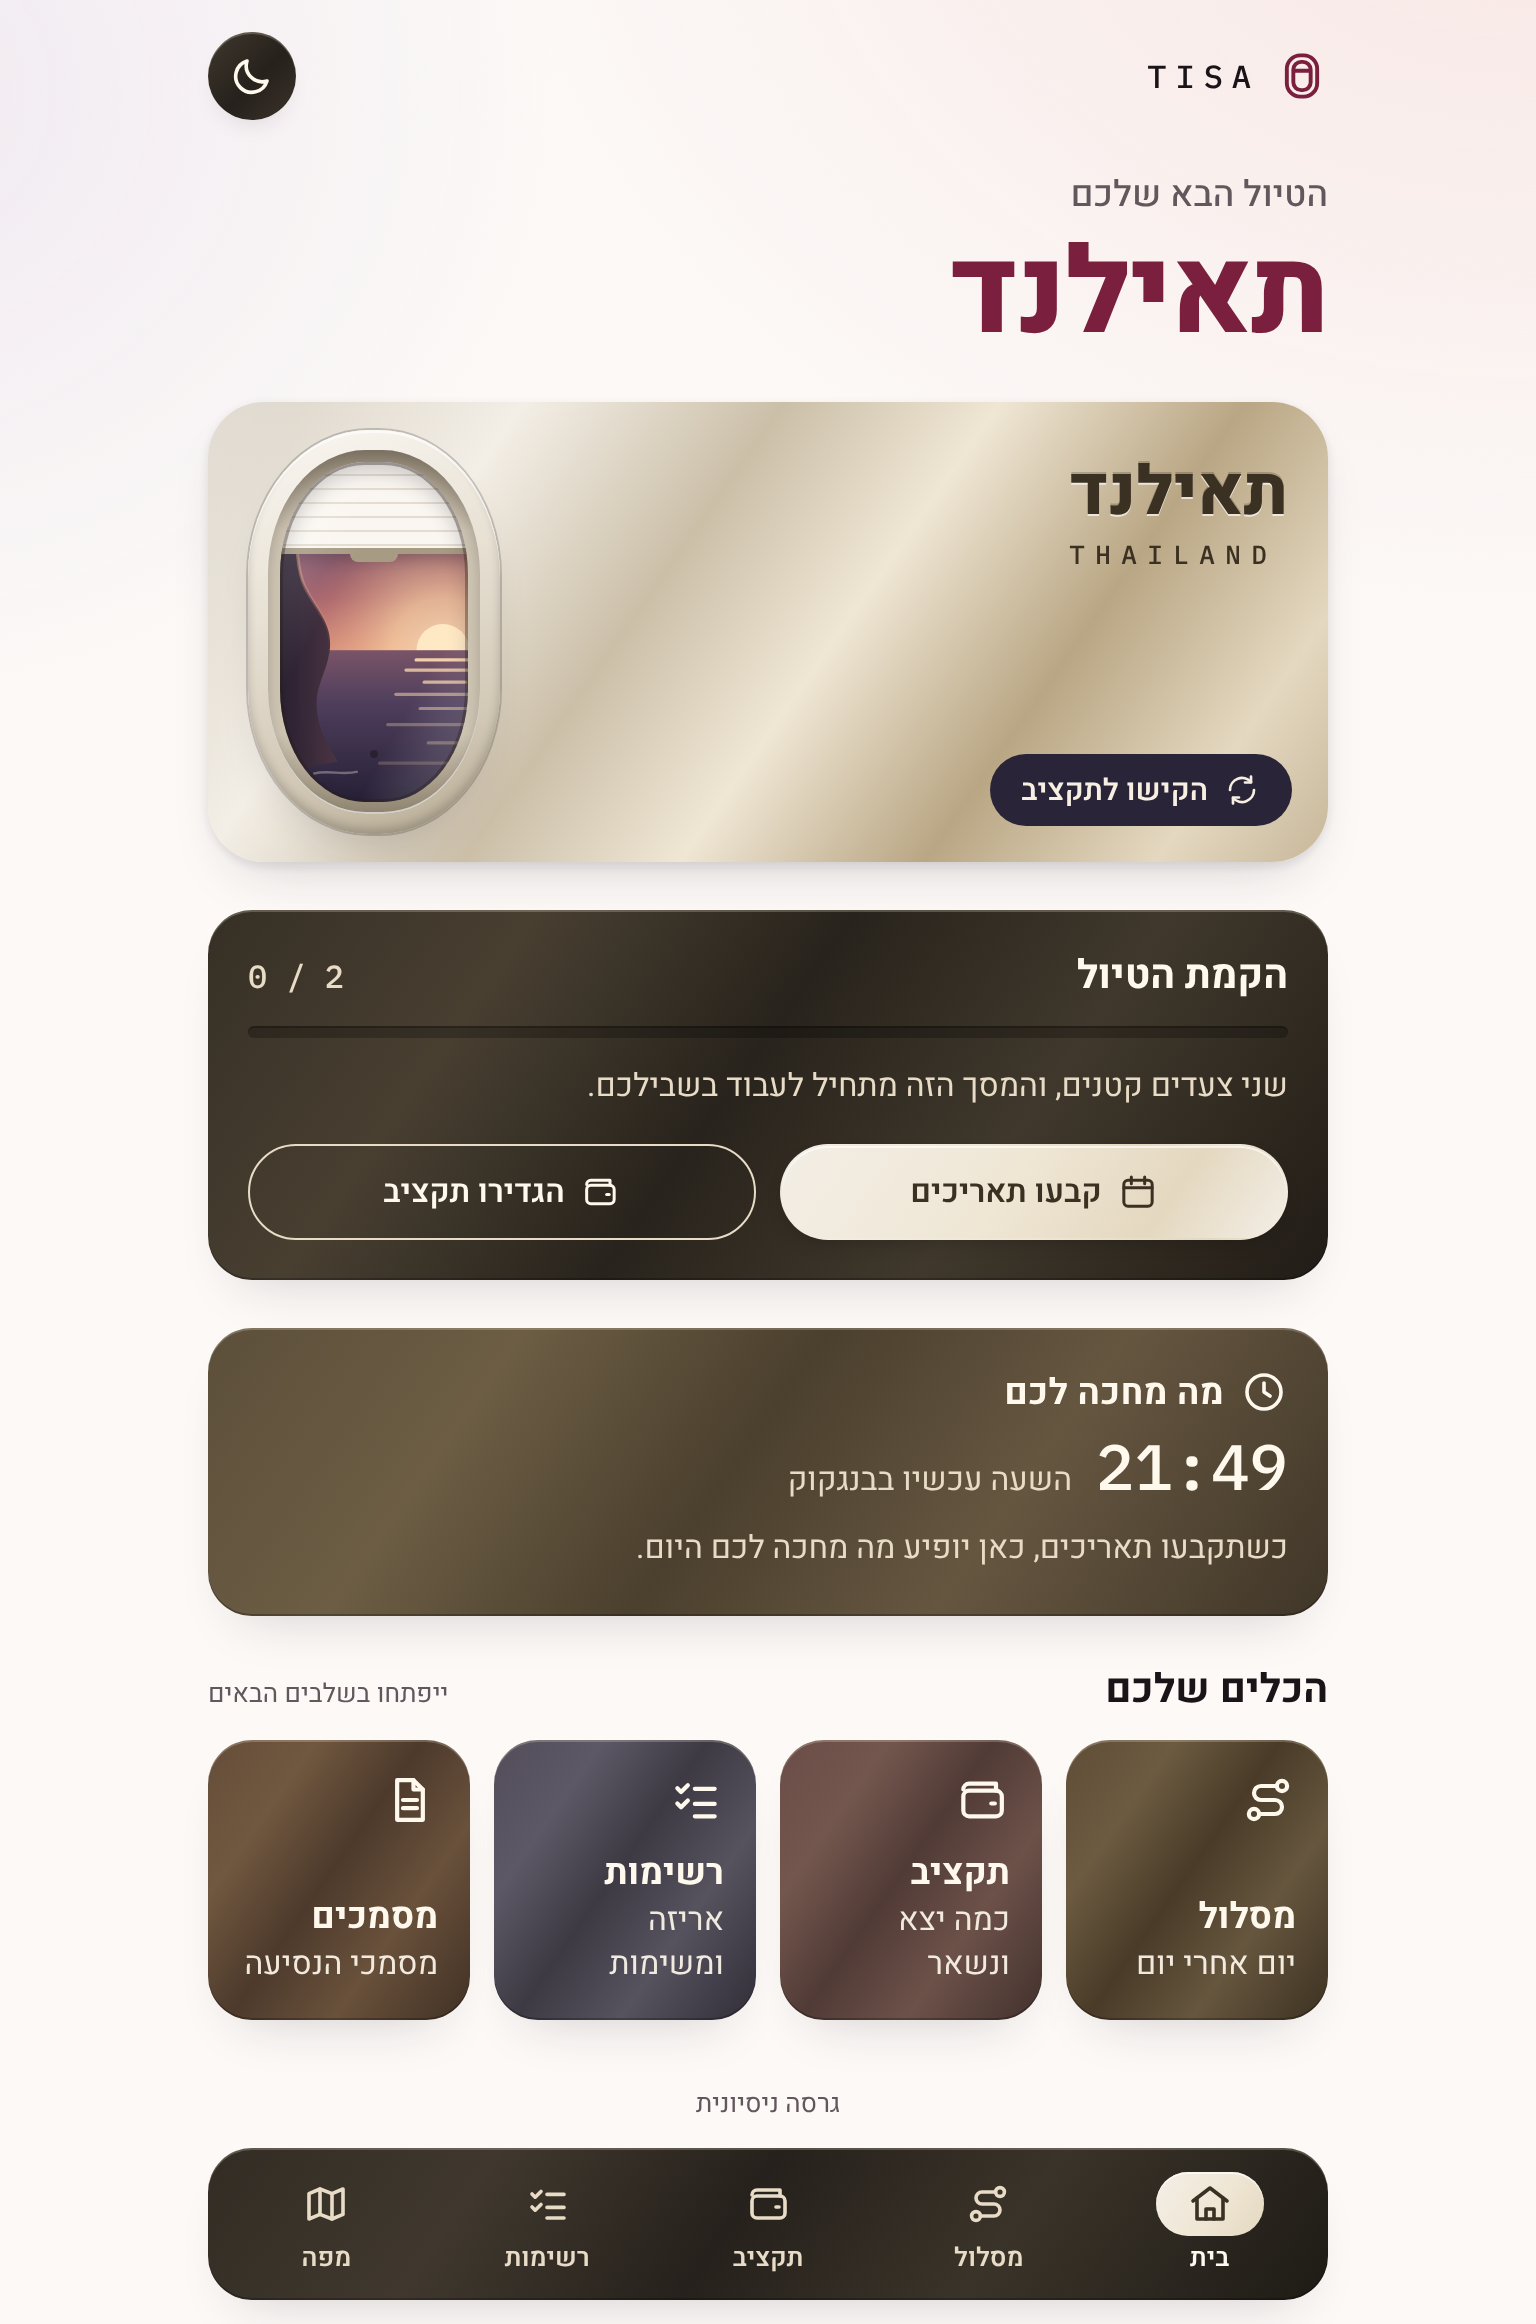 TISA
הטיול הבא שלכם
תאילנד
תאילנד
THAILAND
הקישו לתקציב
הקמת הטיול
0 / 2
שני צעדים קטנים, והמסך הזה מתחיל לעבוד בשבילכם.
קבעו תאריכים
הגדירו תקציב
מה מחכה לכם
21:49 השעה עכשיו בבנגקוק
כשתקבעו תאריכים, כאן יופיע מה מחכה לכם היום.
הכלים שלכם
ייפתחו בשלבים הבאים
מסלול
יום אחרי יום
תקציב
כמה יצא
ונשאר
רשימות
אריזה
ומשימות
מסמכים
מסמכי הנסיעה
גרסה ניסיונית
בית
מסלול
תקציב
רשימות
מפה